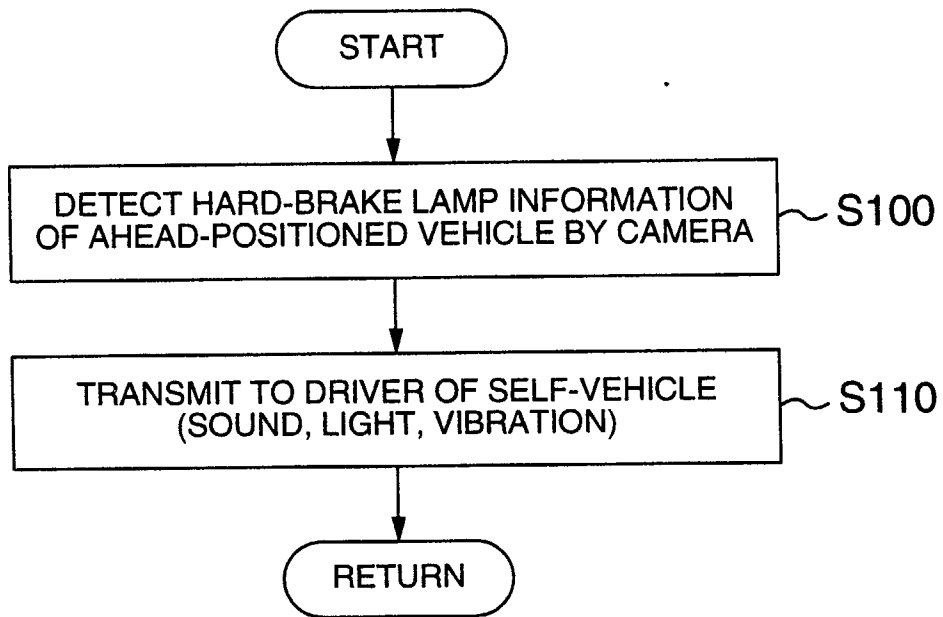 START
DETECT HARD-BRAKE LAMP INFORMATION
OF AHEAD-POSITIONED VEHICLE BY CAMERA
S100
TRANSMIT TO DRIVER OF SELF-VEHICLE
(SOUND, LIGHT, VIBRATION)
S110
RETURN